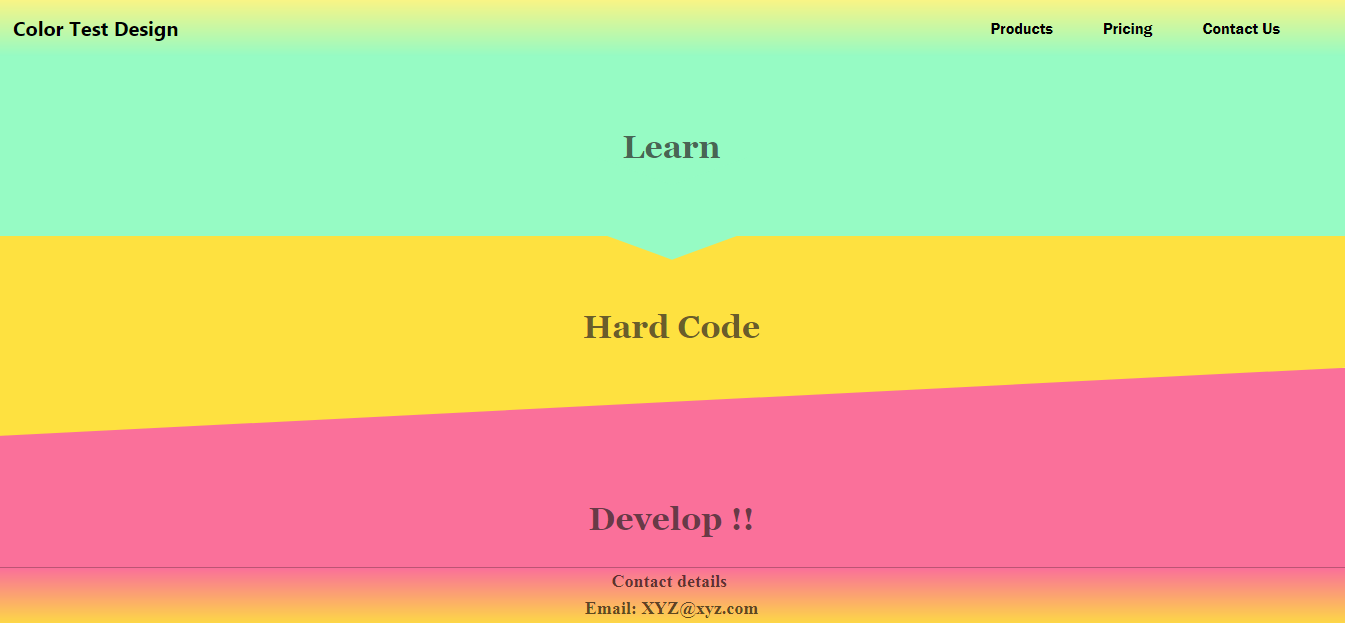 Color Test Design Products Pricing Contact Us
Learn
Hard Code
Develop !!
Contact details
Email: XYZ@xyz.com